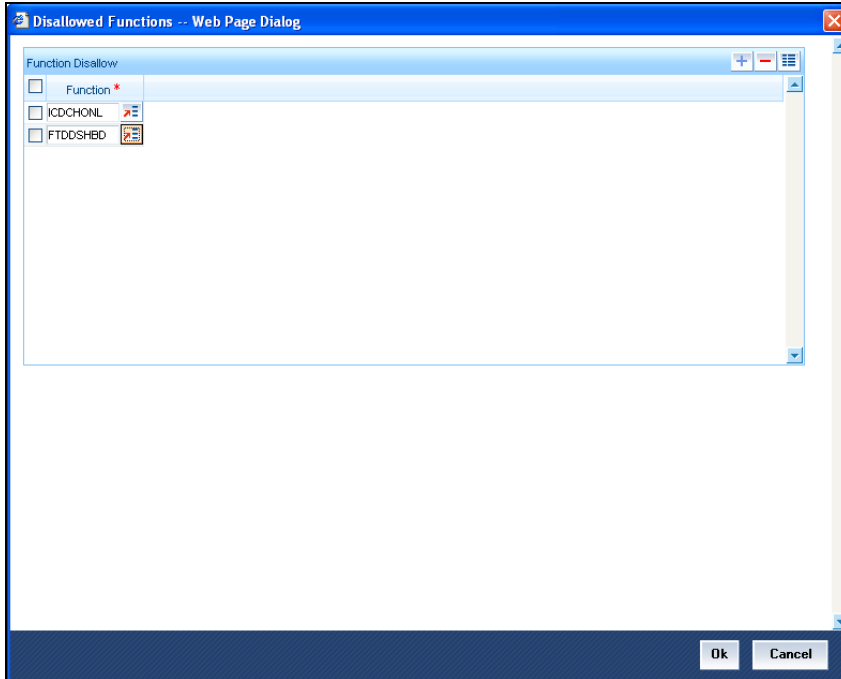 Disallowed Functions -- Web Page Dialog
Function Disallow
Function *
ICDCHONL
FTDDSHBD
Ok Cancel